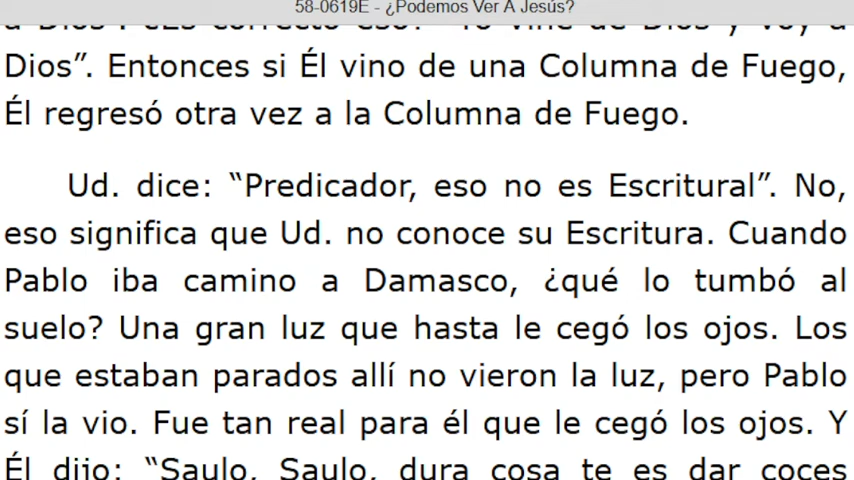 58-0619E - ¿Podemos Ver A Jesús?
Dios”. Entonces si Él vino de una Columna de Fuego,
Él regresó otra vez a la Columna de Fuego.
Ud. dice: “Predicador, eso no es Escritural”. No,
eso significa que Ud. no conoce su Escritura. Cuando
Pablo iba camino a Damasco, ¿qué lo tumbó al
suelo? Una gran luz que hasta le cegó los ojos. Los
que estaban parados allí no vieron la luz, pero Pablo
sí la vio. Fue tan real para él que le cegó los ojos. Y
Él dijo: “Saulo, Saulo, dura cosa te es dar coces